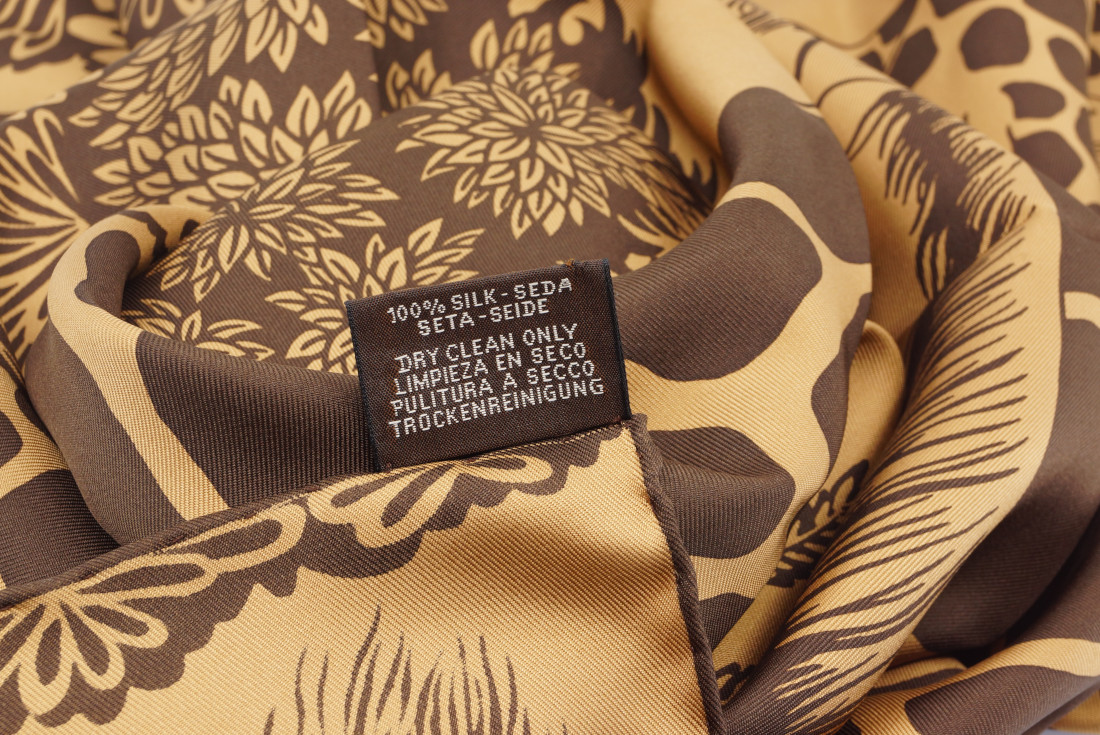 100% SILK-SEDA
SETA-SEIDE
DRY CLEAN ONLY
LIMPIEZA EN SECO
PULITURA A SECCO
TROCKENREINIGUNG